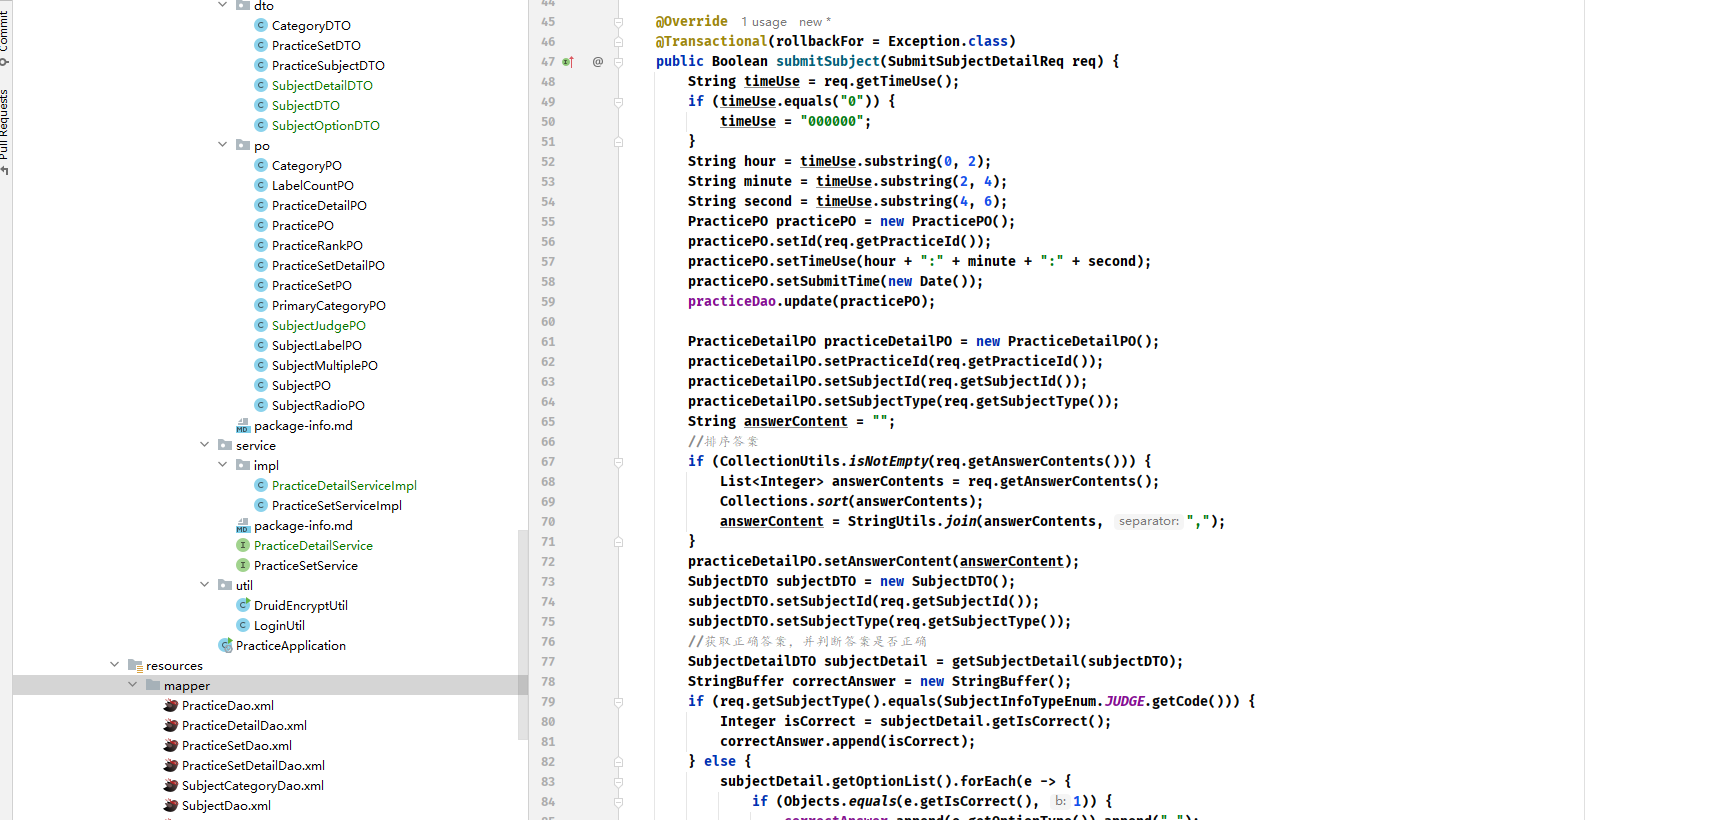 Commit
Pull Requests
dto
CategoryDTO
PracticeSetDTO
PracticeSubjectDTO
SubjectDetailDTO
SubjectDTO
SubjectOptionDTO
po
CategoryPO
LabelCountPO
PracticeDetailPO
PracticePO
PracticeRankPO
PracticeSetDetailPO
PracticeSetPO
PrimaryCategoryPO
SubjectJudgePO
SubjectLabelPO
SubjectMultiplePO
SubjectPO
SubjectRadioPO
package-info.md
service
impl
PracticeDetailServiceImpl
PracticeSetServiceImpl
package-info.md
PracticeDetailService
PracticeSetService
util
DruidEncryptUtil
LoginUtil
PracticeApplication
resources
mapper
PracticeDao.xml
PracticeDetailDao.xml
PracticeSetDao.xml
PracticeSetDetailDao.xml
SubjectCategoryDao.xml
SubjectDao.xml
44
45 @Override 1 usage new *
46 @Transactional(rollbackFor = Exception.class)
47 @ public Boolean submitSubject(SubmitSubjectDetailReq req) {
48 String timeUse = req.getTimeUse();
49 if (timeUse.equals("0")) {
50 timeUse = "000000";
51 }
52 String hour = timeUse.substring(0, 2);
53 String minute = timeUse.substring(2, 4);
54 String second = timeUse.substring(4, 6);
55 PracticePO practicePO = new PracticePO();
56 practicePO.setId(req.getPracticeId());
57 practicePO.setTimeUse(hour + ":" + minute + ":" + second);
58 practicePO.setSubmitTime(new Date());
59 practiceDao.update(practicePO);
60
61 PracticeDetailPO practiceDetailPO = new PracticeDetailPO();
62 practiceDetailPO.setPracticeId(req.getPracticeId());
63 practiceDetailPO.setSubjectId(req.getSubjectId());
64 practiceDetailPO.setSubjectType(req.getSubjectType());
65 String answerContent = "";
66 //排序答案
67 if (CollectionUtils.isNotEmpty(req.getAnswerContents())) {
68 List<Integer> answerContents = req.getAnswerContents();
69 Collections.sort(answerContents);
70 answerContent = StringUtils.join(answerContents, separator: ",");
71 }
72 practiceDetailPO.setAnswerContent(answerContent);
73 SubjectDTO subjectDTO = new SubjectDTO();
74 subjectDTO.setSubjectId(req.getSubjectId());
75 subjectDTO.setSubjectType(req.getSubjectType());
76 //获取正确答案，并判断答案是否正确
77 SubjectDetailDTO subjectDetail = getSubjectDetail(subjectDTO);
78 StringBuffer correctAnswer = new StringBuffer();
79 if (req.getSubjectType().equals(SubjectInfoTypeEnum.JUDGE.getCode())) {
80 Integer isCorrect = subjectDetail.getIsCorrect();
81 correctAnswer.append(isCorrect);
82 } else {
83 subjectDetail.getOptionList().forEach(e -> {
84 if (Objects.equals(e.getIsCorrect(), b: 1)) {
correctAnswer.append(e.getOptionType()).append(",");